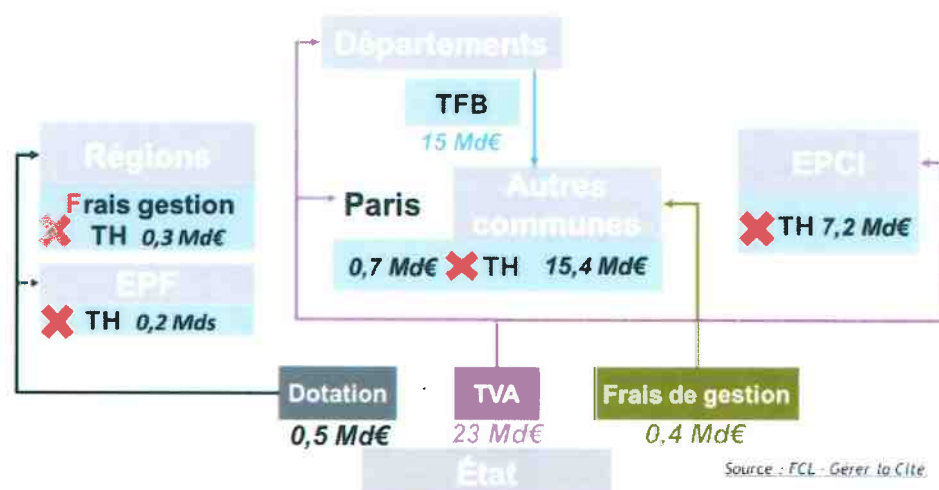 Départements
TFB
15 Md€
Régions
Frais gestion
TH 0,3 Md€
EPF
TH 0,2 Mds
Paris
Autres
communes
0,7 Md€ TH 15,4 Md€
EPCI
TH 7,2 Md€
Dotation
0,5 Md€
TVA
23 Md€
Frais de gestion
0,4 Md€
État
Source : FCL - Gérer la Cité